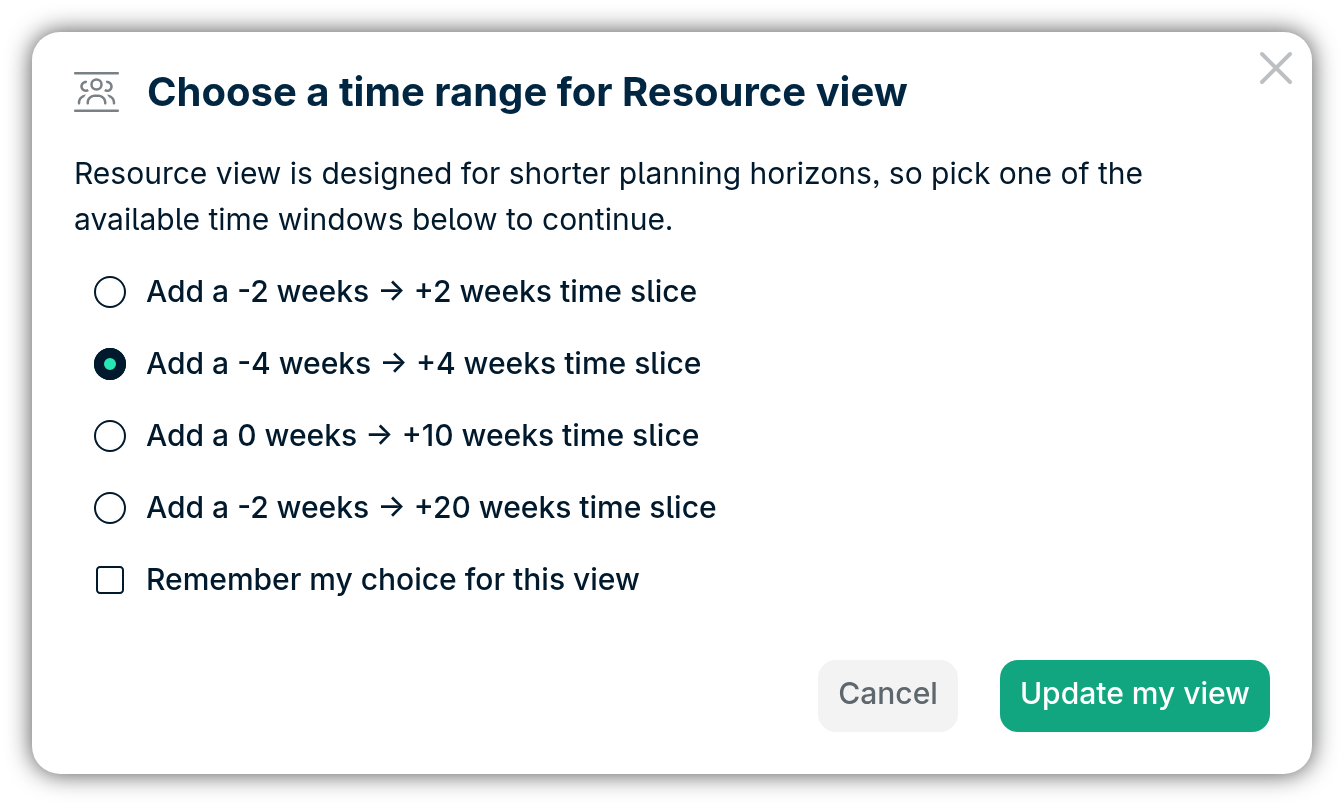 Choose a time range for Resource view
Resource view is designed for shorter planning horizons, so pick one of the
available time windows below to continue.
Add a -2 weeks → +2 weeks time slice
Add a -4 weeks → +4 weeks time slice
Add a 0 weeks → +10 weeks time slice
Add a -2 weeks → +20 weeks time slice
Remember my choice for this view
Cancel
Update my view